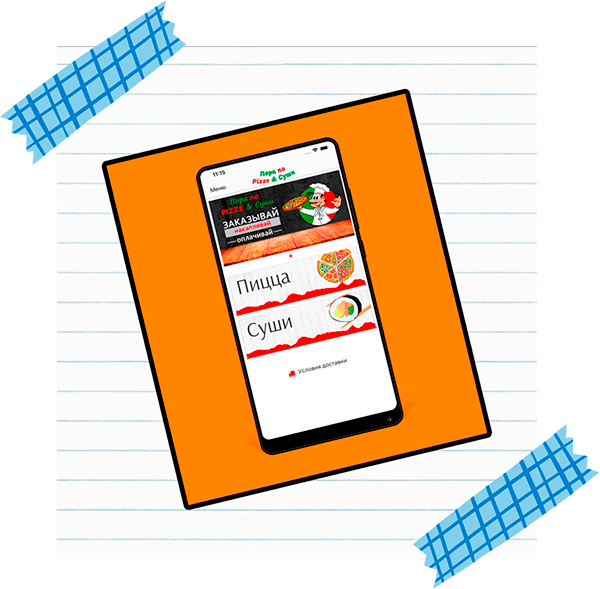 11:15
Меню
Пора по
Pizze & Суши
Пора по
PIZZE & Суши
ЗАКАЗЫВАЙ
накапливай
оплачивай
Пицца
Суши
Условия доставки